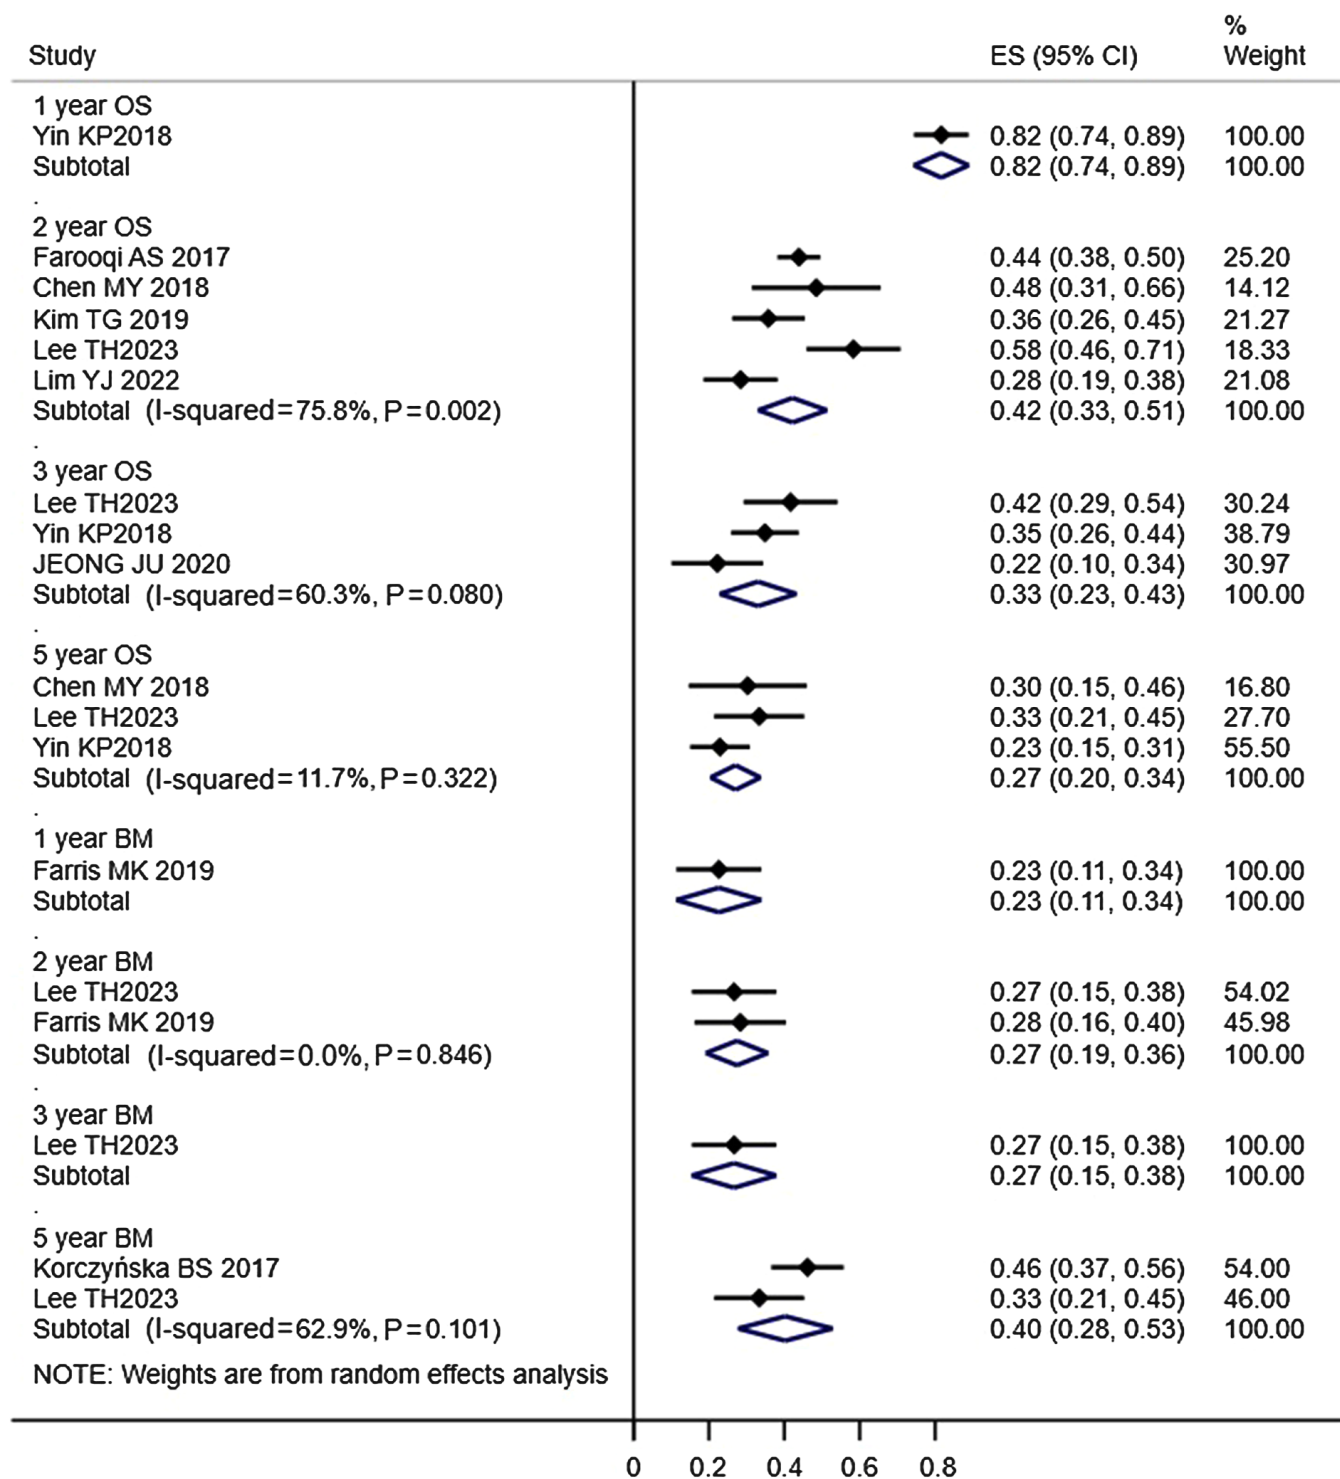 %
Study ES (95% CI) Weight
1 year OS
Yin KP2018 0.82 (0.74, 0.89) 100.00
Subtotal 0.82 (0.74, 0.89) 100.00
.
2 year OS
Farooqi AS 2017 0.44 (0.38, 0.50) 25.20
Chen MY 2018 0.48 (0.31, 0.66) 14.12
Kim TG 2019 0.36 (0.26, 0.45) 21.27
Lee TH2023 0.58 (0.46, 0.71) 18.33
Lim YJ 2022 0.28 (0.19, 0.38) 21.08
Subtotal (I-squared=75.8%, P=0.002) 0.42 (0.33, 0.51) 100.00
.
3 year OS
Lee TH2023 0.42 (0.29, 0.54) 30.24
Yin KP2018 0.35 (0.26, 0.44) 38.79
JEONG JU 2020 0.22 (0.10, 0.34) 30.97
Subtotal (I-squared=60.3%, P=0.080) 0.33 (0.23, 0.43) 100.00
.
5 year OS
Chen MY 2018 0.30 (0.15, 0.46) 16.80
Lee TH2023 0.33 (0.21, 0.45) 27.70
Yin KP2018 0.23 (0.15, 0.31) 55.50
Subtotal (I-squared=11.7%, P=0.322) 0.27 (0.20, 0.34) 100.00
.
1 year BM
Farris MK 2019 0.23 (0.11, 0.34) 100.00
Subtotal 0.23 (0.11, 0.34) 100.00
.
2 year BM
Lee TH2023 0.27 (0.15, 0.38) 54.02
Farris MK 2019 0.28 (0.16, 0.40) 45.98
Subtotal (I-squared=0.0%, P=0.846) 0.27 (0.19, 0.36) 100.00
.
3 year BM
Lee TH2023 0.27 (0.15, 0.38) 100.00
Subtotal 0.27 (0.15, 0.38) 100.00
.
5 year BM
Korczyńska BS 2017 0.46 (0.37, 0.56) 54.00
Lee TH2023 0.33 (0.21, 0.45) 46.00
Subtotal (I-squared=62.9%, P=0.101) 0.40 (0.28, 0.53) 100.00
NOTE: Weights are from random effects analysis
0 0.2 0.4 0.6 0.8